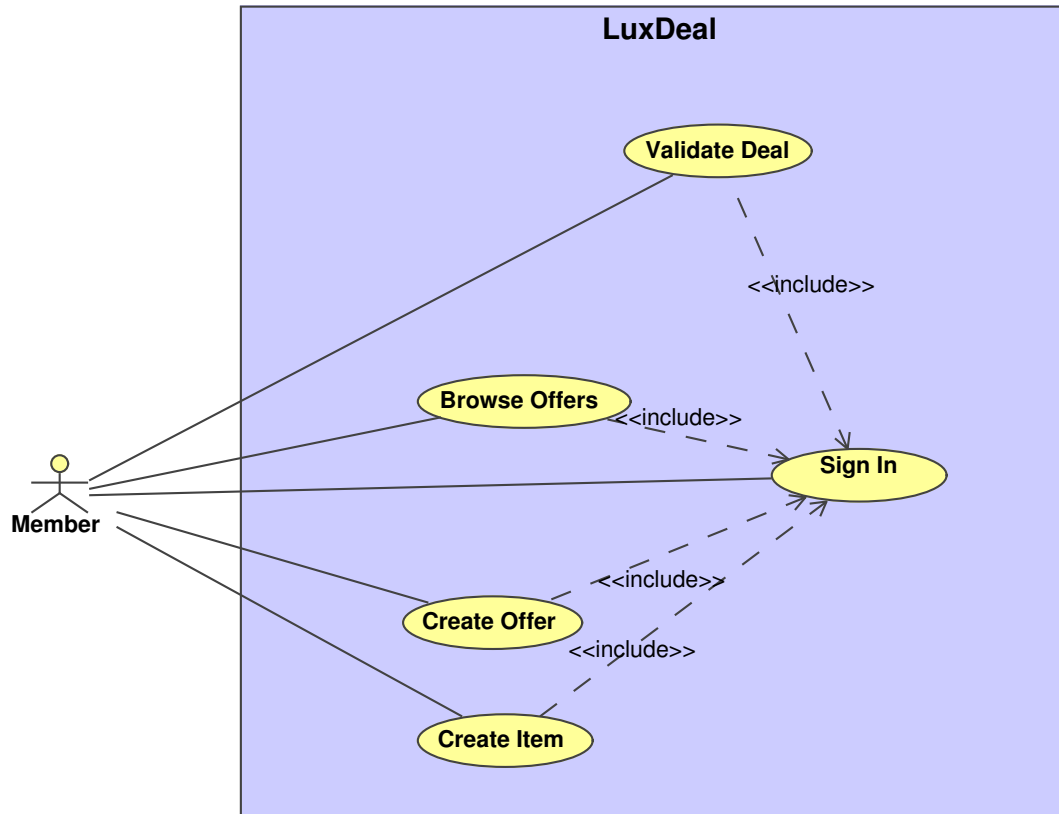 LuxDeal
Validate Deal
<<include>>
Browse Offers
<<include>>
Sign In
Member
<<include>>
Create Offer
<<include>>
Create Item